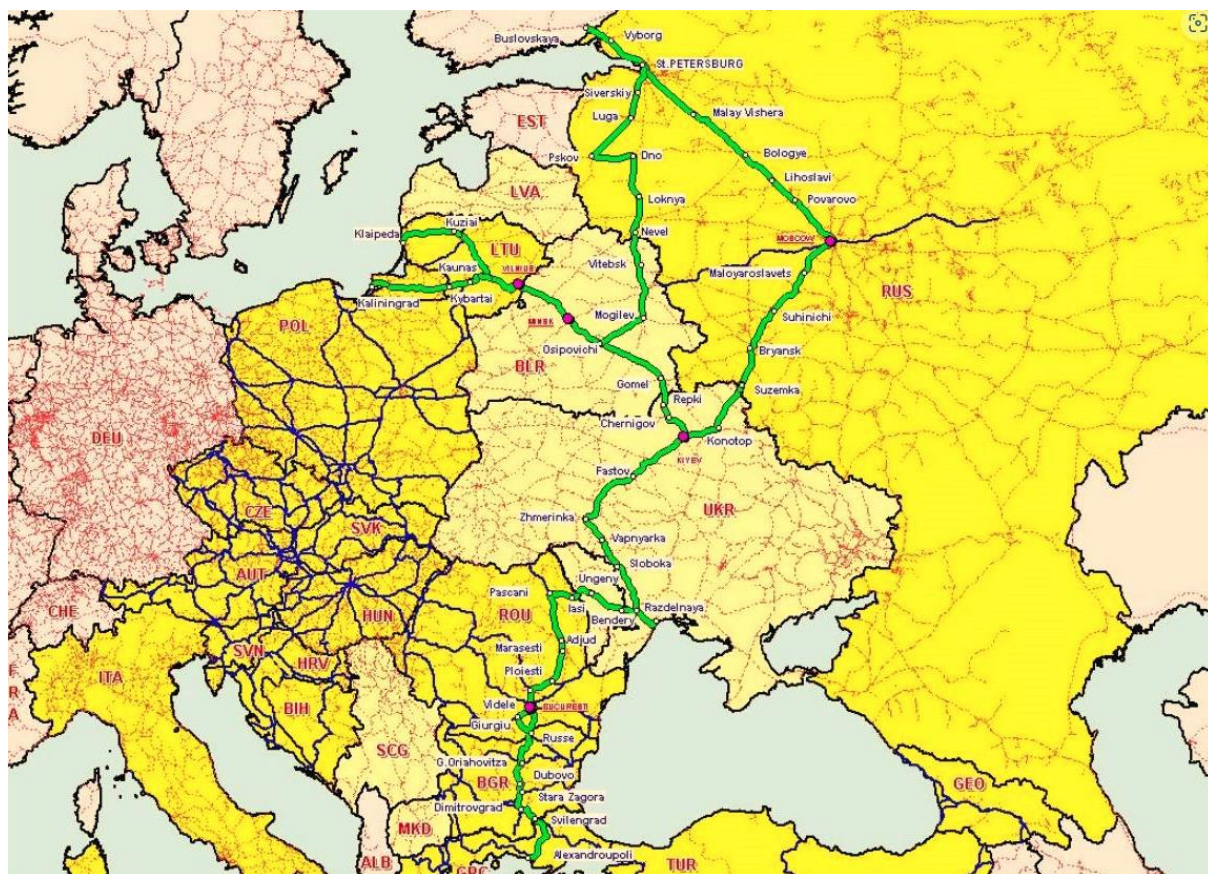 Buslovskaya
Vyborg
St.PETERSBURG
Siverskiy
Luga
Malay Vishera
EST
Pskov
Dno
Bologye
Lihoslavi
LVA
Loknya
Povarovo
Klaipeda
Kuziai
Nevel
MOSCOW
LTU
VILNIUS
Kaunas
Vitebsk
Maloyaroslavets
RUS
Kaliningrad
Kybartai
Suhinichi
POL
MINSK
Mogilev
Osipovichi
Bryansk
BLR
Gomel
Suzemka
Repki
DEU
Chernigov
Konotop
KIYEV
Fastov
CZE
UKR
Zhmerinka
SVK
Vapnyarka
Sloboka
AUT
Ungeny
CHE
Pascani
HUN
ROU
Iasi
Razdelnaya
Bendery
Adjud
SVN
Marasesti
HRV
F
R
A
ITA
Ploiesti
BIH
Videle
BUCURESTI
Giurgiu
Russe
SCG
G.Oriahovitza
BGR
Dubovo
GEO
Stara Zagora
Dimitrovgrad
Svilengrad
MKD
ALB
Alexandroupoli
GRC
TUR